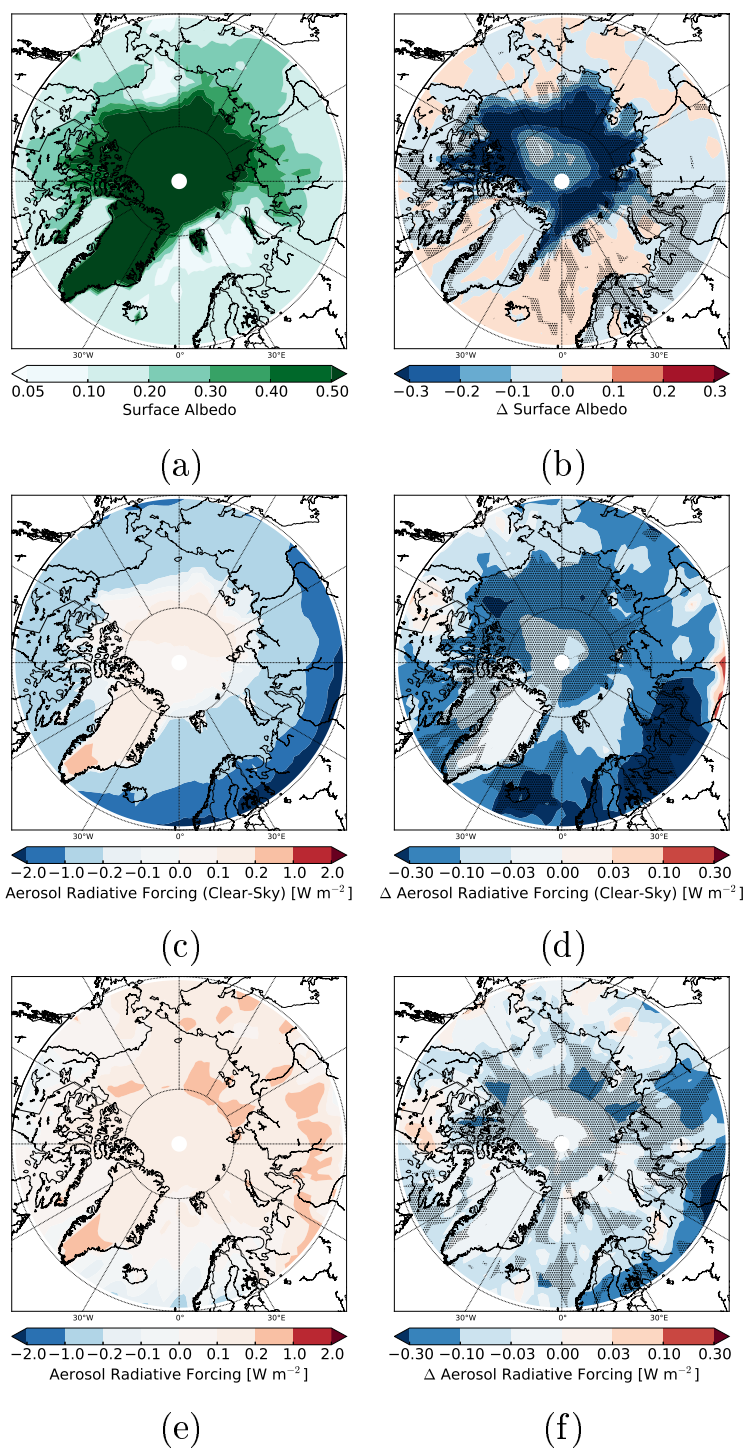 30°W 0° 30°E
30°W 0° 30°E
0.05 0.10 0.20 0.30 0.40 0.50
−0.3 −0.2 −0.1 0.0 0.1 0.2 0.3
Surface Albedo
Δ Surface Albedo
(a)
(b)
30°W 0° 30°E
30°W 0° 30°E
−2.0 −1.0 −0.2 −0.1 0.0 0.2 1.0 2.0
−0.30 −0.10 −0.03 0.00 0.03 0.10 0.30
Aerosol Radiative Forcing (Clear-Sky) [W m⁻²]
Δ Aerosol Radiative Forcing (Clear-Sky) [W m⁻²]
(c)
(d)
30°W 0° 30°E
30°W 0° 30°E
−2.0 −1.0 −0.2 −0.1 0.0 0.2 1.0 2.0
−0.30 −0.10 −0.03 0.00 0.03 0.10 0.30
Aerosol Radiative Forcing [W m⁻²]
Δ Aerosol Radiative Forcing [W m⁻²]
(e)
(f)